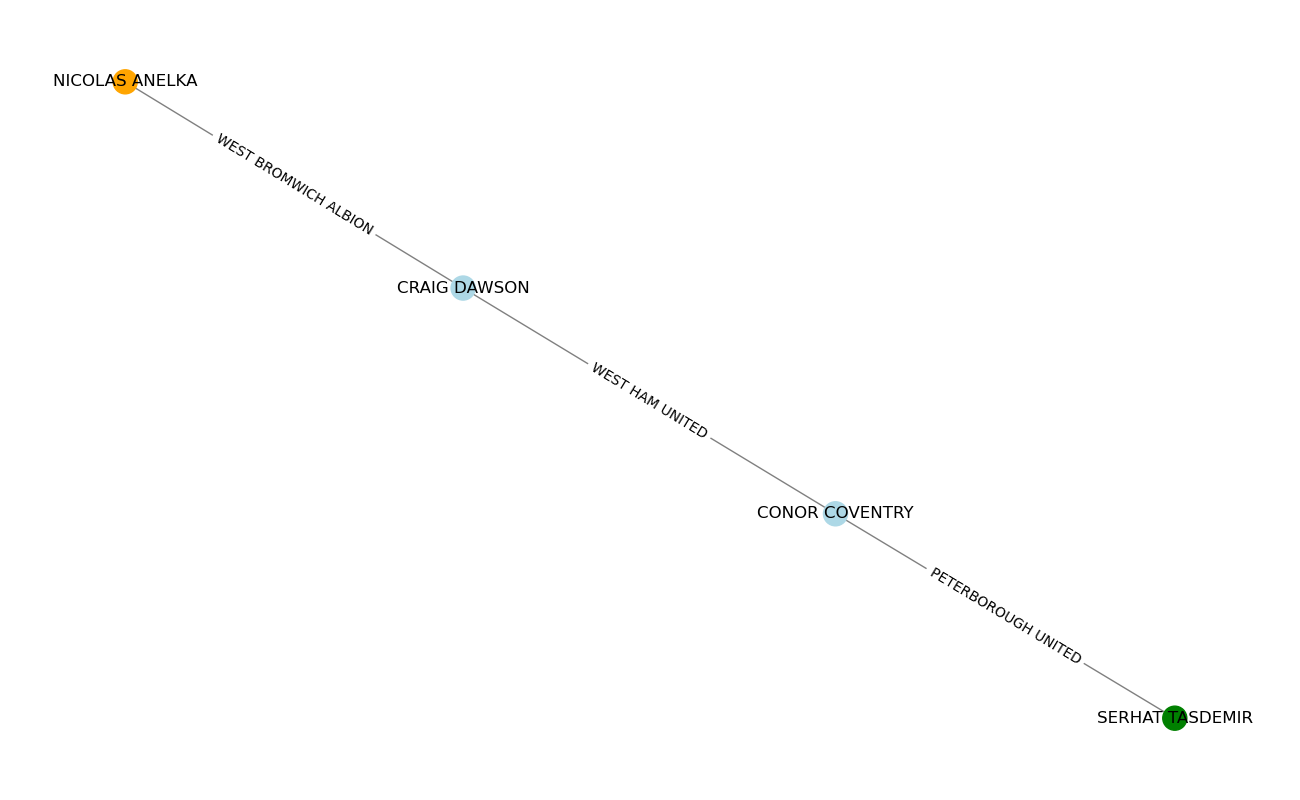 NICOLAS ANELKA
WEST BROMWICH ALBION
CRAIG DAWSON
WEST HAM UNITED
CONOR COVENTRY
PETERBOROUGH UNITED
SERHAT TASDEMIR